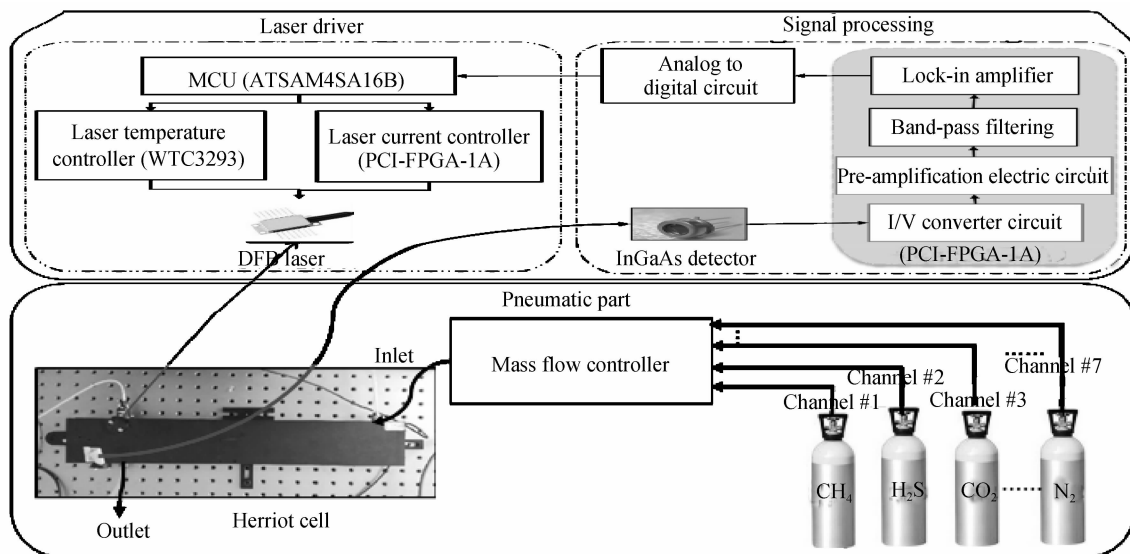 Laser driver
Signal processing
MCU (ATSAM4SA16B)
Analog to
digital circuit
Lock-in amplifier
Laser temperature
controller (WTC3293)
Laser current controller
(PCI-FPGA-1A)
Band-pass filtering
Pre-amplification electric circuit
I/V converter circuit
(PCI-FPGA-1A)
DFB laser
InGaAs detector
Pneumatic part
Inlet
Mass flow controller
Channel #7
Channel #2
Channel #1
Channel #3
CH₄
H₂S
CO₂
N₂
Outlet
Herriot cell